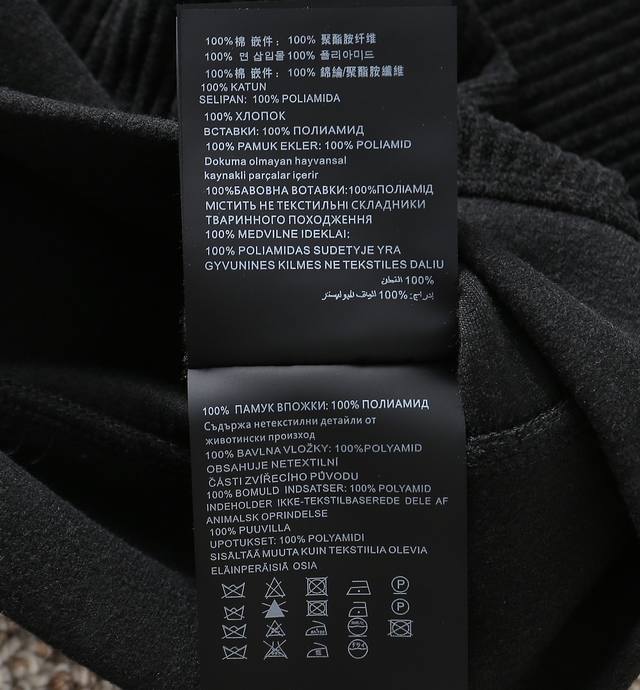 100%棉 嵌件: 100% 聚酯胺纤维
100% 면 삽입물 100% 폴리아미드
100%棉 嵌件: 100% 錦綸/聚酯胺纖維
100% KATUN
SELIPAN: 100% POLIAMIDA
100% ХЛОПОК
ВСТАВКИ: 100% ПОЛИАМИД
100% PAMUK EKLER: 100% POLIAMID
Dokuma olmayan hayvansal
kaynakli parçalar içerir
100%БАВОВНА ВОТАВКИ:100%ПОЛІАМІД
МІСТИТЬ НЕ ТЕКСТИЛЬНІ СКЛАДНИКИ
ТВАРИННОГО ПОХОДЖЕННЯ
100% MEDVILNE IDEKLAI:
100% POLIAMIDAS SUDETYJE YRA
GYVUNINES KILMES NE TEKSTILES DALIU
100% القطن
إدراج: 100%
100% ПАМУК ВПОЖКИ: 100% ПОЛИАМИД
Съдържа нетекстилни детайли от
животински произход
100% BAVLNA VLOŽKY: 100%POLYAMID
OBSAHUJE NETEXTILNÍ
ČÁSTI ZVÍŘECÍHO PŮVODU
100% BOMULD INDSATSER: 100% POLYAMID
INDEHOLDER IKKE-TEKSTILBASEREDE DELE AF
ANIMALSK OPRINDELSE
100% PUUVILLA
UPOTUKSET: 100% POLYAMIDI
SISÄLTÄÄ MUUTA KUIN TEKSTIILIA OLEVIA
ELÄINPERÄISIÄ OSIA